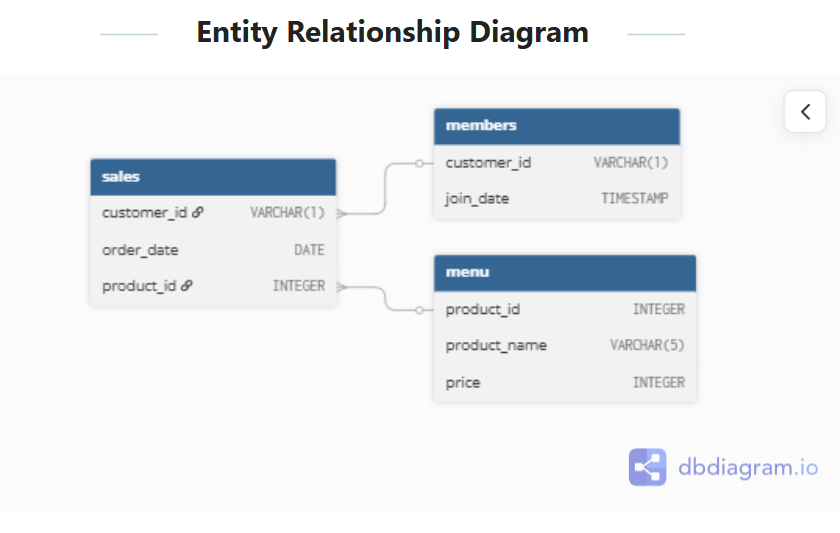 Entity Relationship Diagram
sales
customer_id VARCHAR(1)
order_date DATE
product_id INTEGER
members
customer_id VARCHAR(1)
join_date TIMESTAMP
menu
product_id INTEGER
product_name VARCHAR(5)
price INTEGER
dbdiagram.io